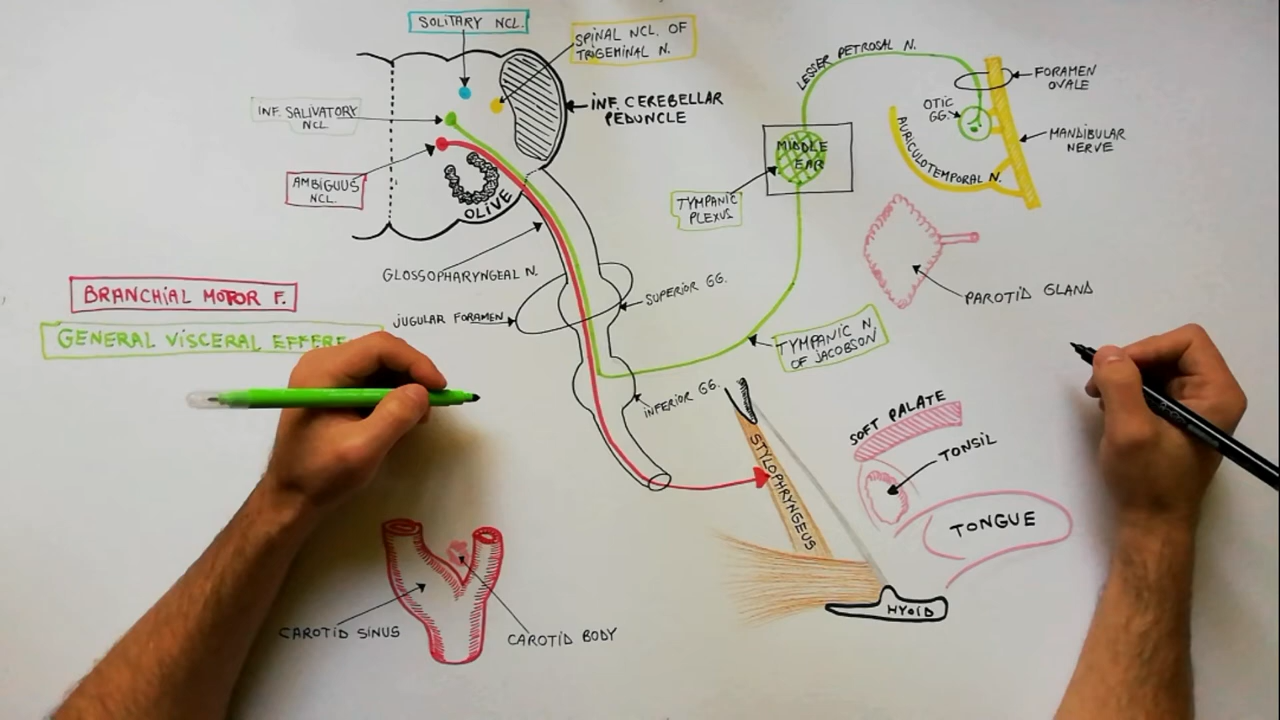 SOLITARY NCL.
SPINAL NCL. OF
TRIGEMINAL N.
LESSER PETROSAL N.
FORAMEN
OVALE
INF. SALIVATORY
NCL.
INF. CEREBELLAR
PEDUNCLE
OTIC
GG.
MIDDLE
EAR
AURICULOTEMPORAL N.
MANDIBULAR
NERVE
AMBIGUUS
NCL.
OLIVE
TYMPANIC
PLEXUS
GLOSSOPHARYNGEAL N.
SUPERIOR GG.
PAROTID GLAND
BRANCHIAL MOTOR F.
JUGULAR FORAMEN
GENERAL VISCERAL EFFERE
TYMPANIC N.
OF JACOBSON
INFERIOR GG.
SOFT PALATE
TONSIL
STYLOPHRYNGEUS
TONGUE
HYOID
CAROTID SINUS
CAROTID BODY